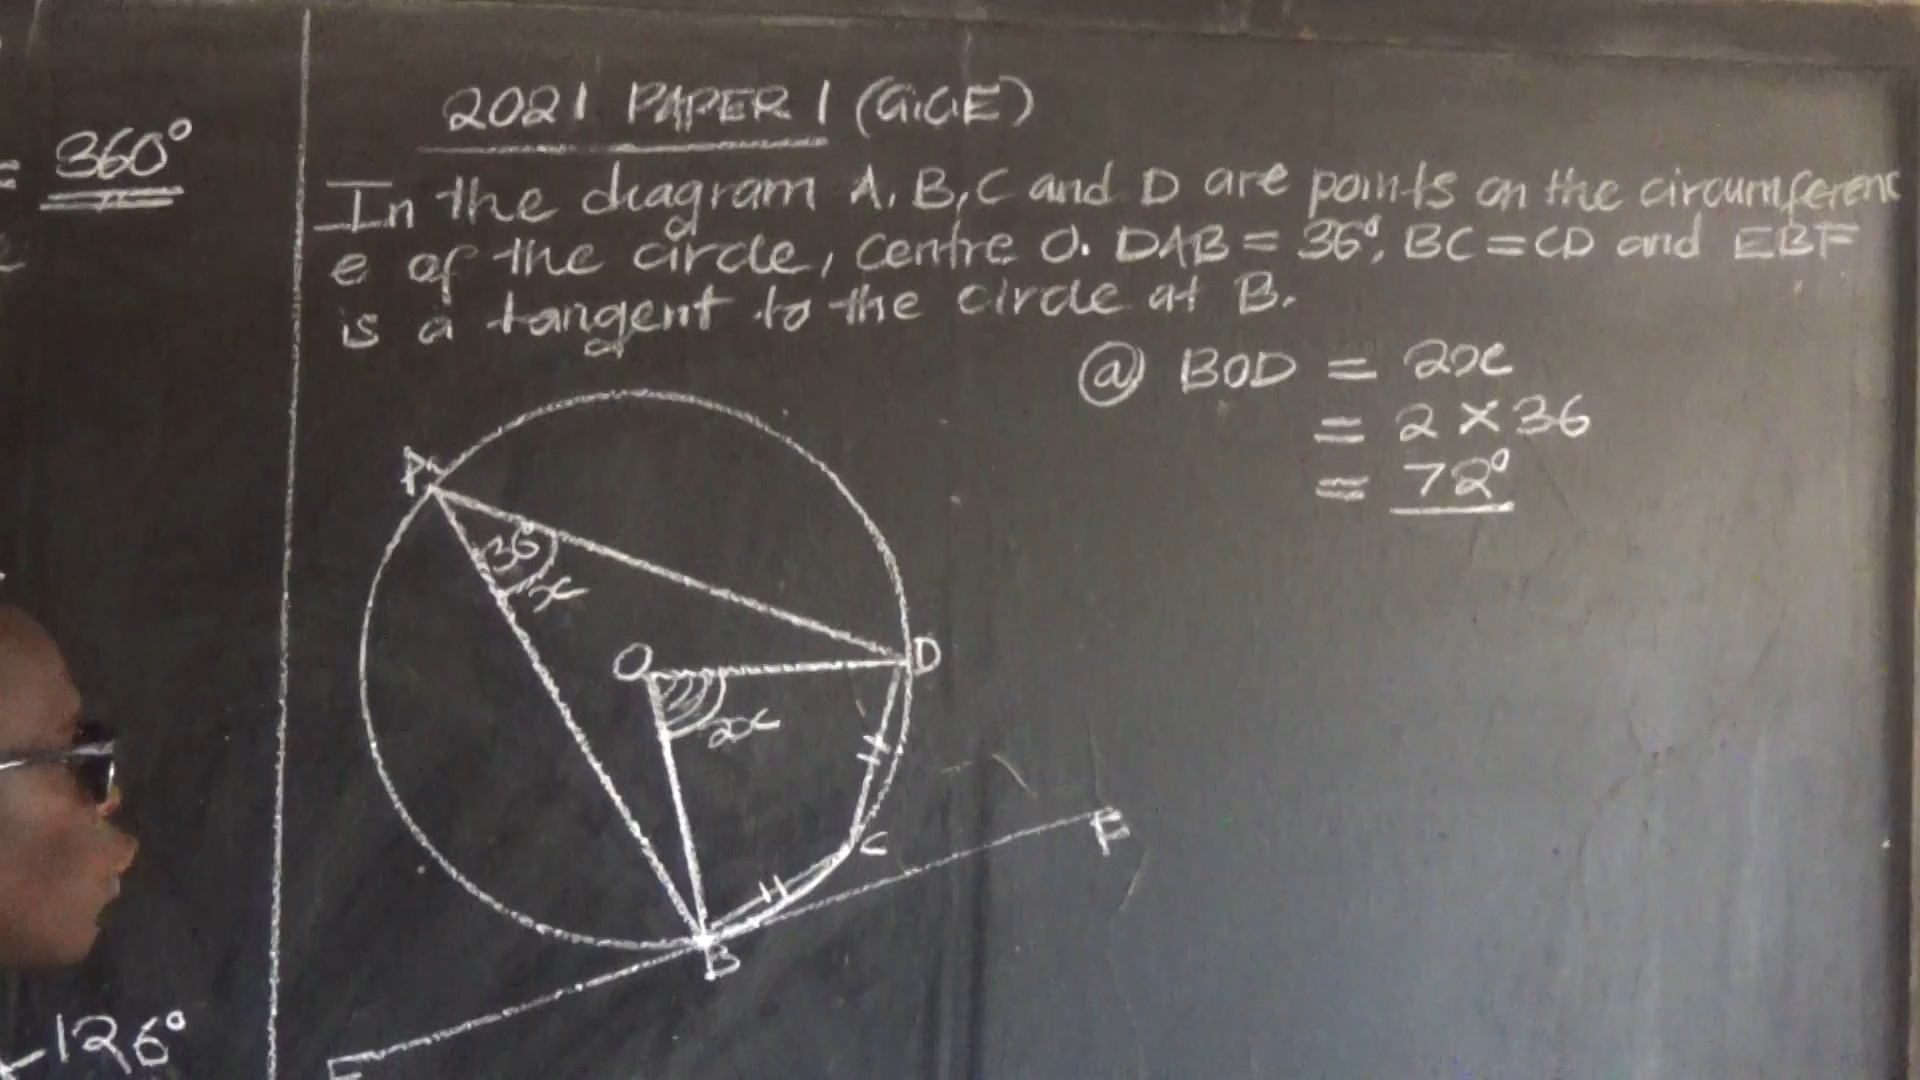 = 360°
2021 PAPER 1 (G.C.E)
In the diagram A, B, C and D are points on the circumferenc
e of the circle, centre O. DAB = 36°, BC = CD and EBF
is a tangent to the circle at B.
@ BOD = 2x
= 2 × 36
= 72°
A
36°
x
O
D
2x
C
F
B
E
126°